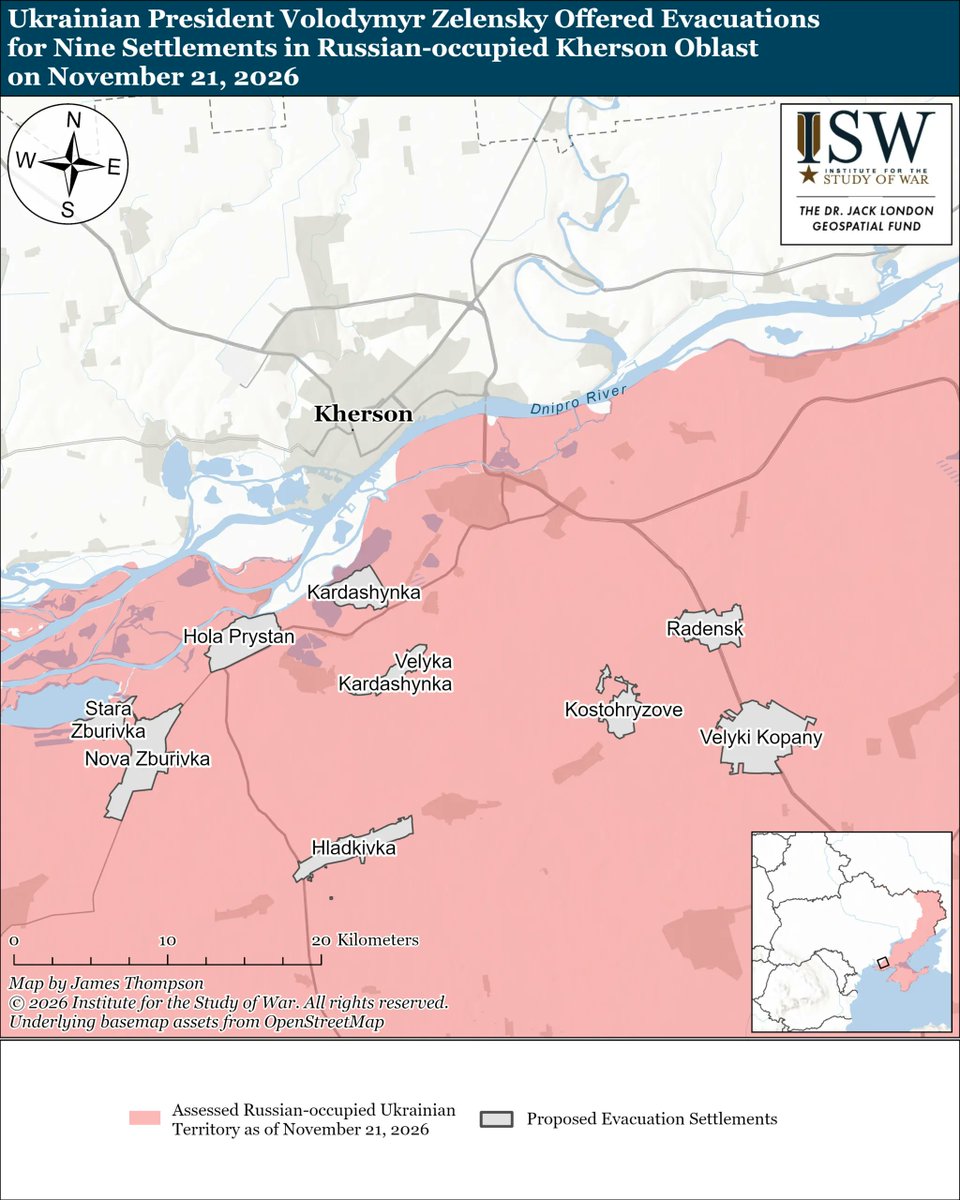 Ukrainian President Volodymyr Zelensky Offered Evacuations
for Nine Settlements in Russian-occupied Kherson Oblast
on November 21, 2026
N
W
E
S
ISW
INSTITUTE FOR THE
STUDY OF WAR
THE DR. JACK LONDON
GEOSPATIAL FUND
Dnipro River
Kherson
Kardashynka
Hola Prystan
Radensk
Velyka
Kardashynka
Stara
Zburivka
Kostohryzove
Nova Zburivka
Velyki Kopany
Hladkivka
0 10 20 Kilometers
Map by James Thompson
© 2026 Institute for the Study of War. All rights reserved.
Underlying basemap assets from OpenStreetMap
Assessed Russian-occupied Ukrainian
Territory as of November 21, 2026
Proposed Evacuation Settlements